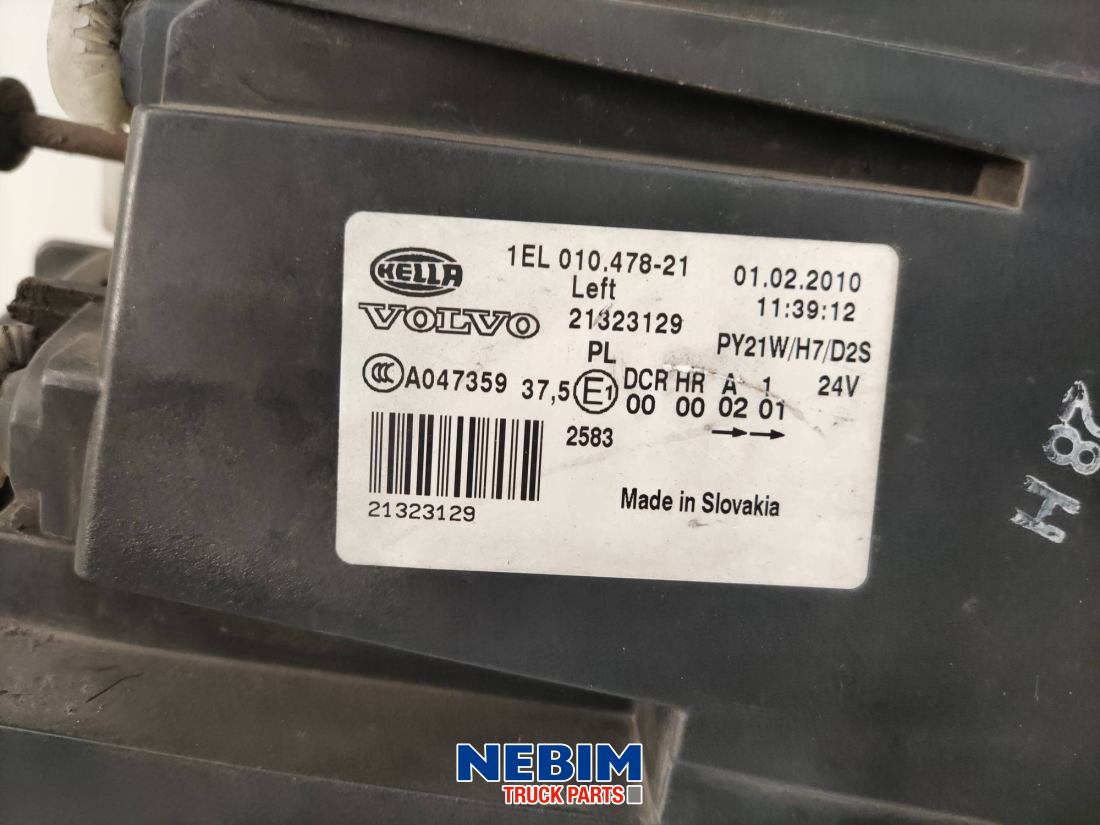 HELLA
VOLVO
1EL 010.478-21
Left
21323129
PL
01.02.2010
11:39:12
PY21W/H7/D2S
CCC A047359 37,5 E1 DCR HR A 1 24V
00 00 02 01
2583
21323129
Made in Slovakia
H 87
NEBIM
TRUCK PARTS